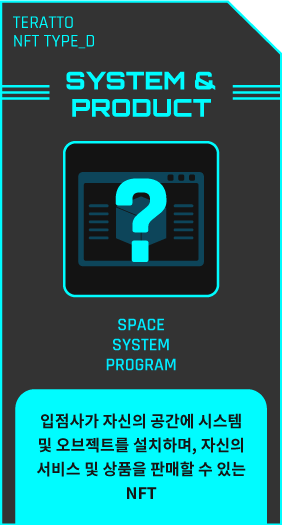 TERATTO
NFT TYPE_D
SYSTEM &
PRODUCT
?
SPACE
SYSTEM
PROGRAM
입점사가 자신의 공간에 시스템
및 오브젝트를 설치하며, 자신의
서비스 및 상품을 판매할 수 있는
NFT